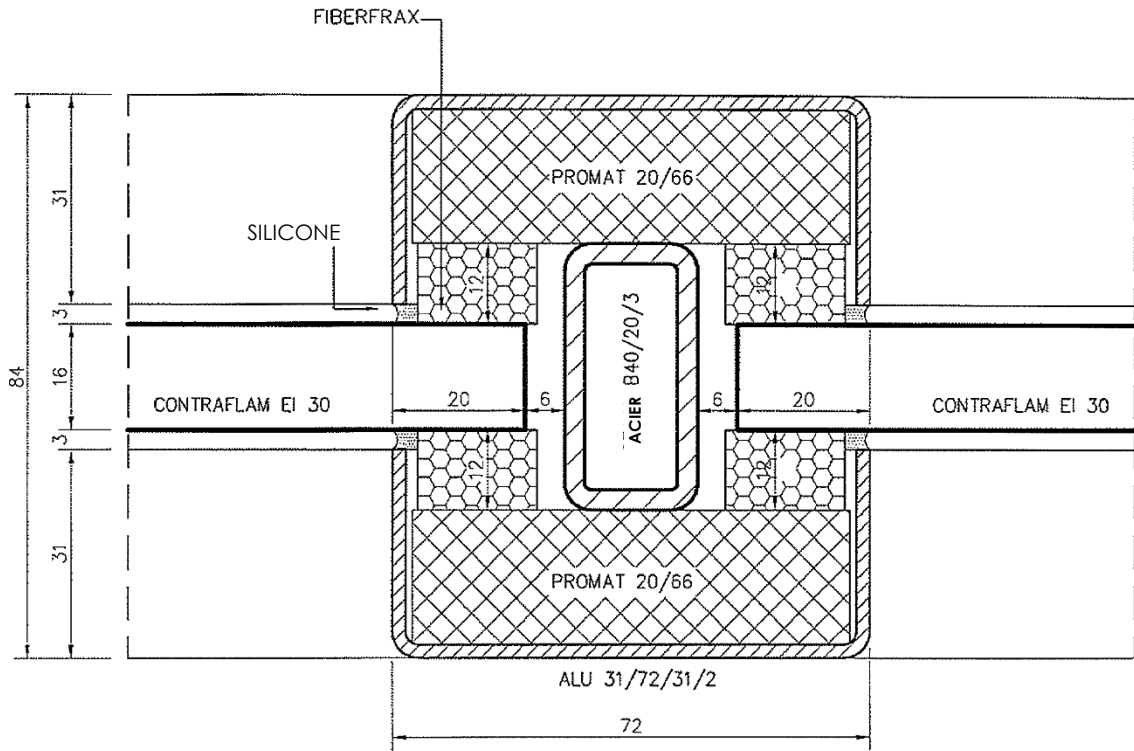 FIBERFRAX
PROMAT 20/66
SILICONE
31
12
12
3
84
16
ACIER B40/20/3
CONTRAFLAM EI 30
20
6
6
20
CONTRAFLAM EI 30
3
12
12
31
PROMAT 20/66
ALU 31/72/31/2
72